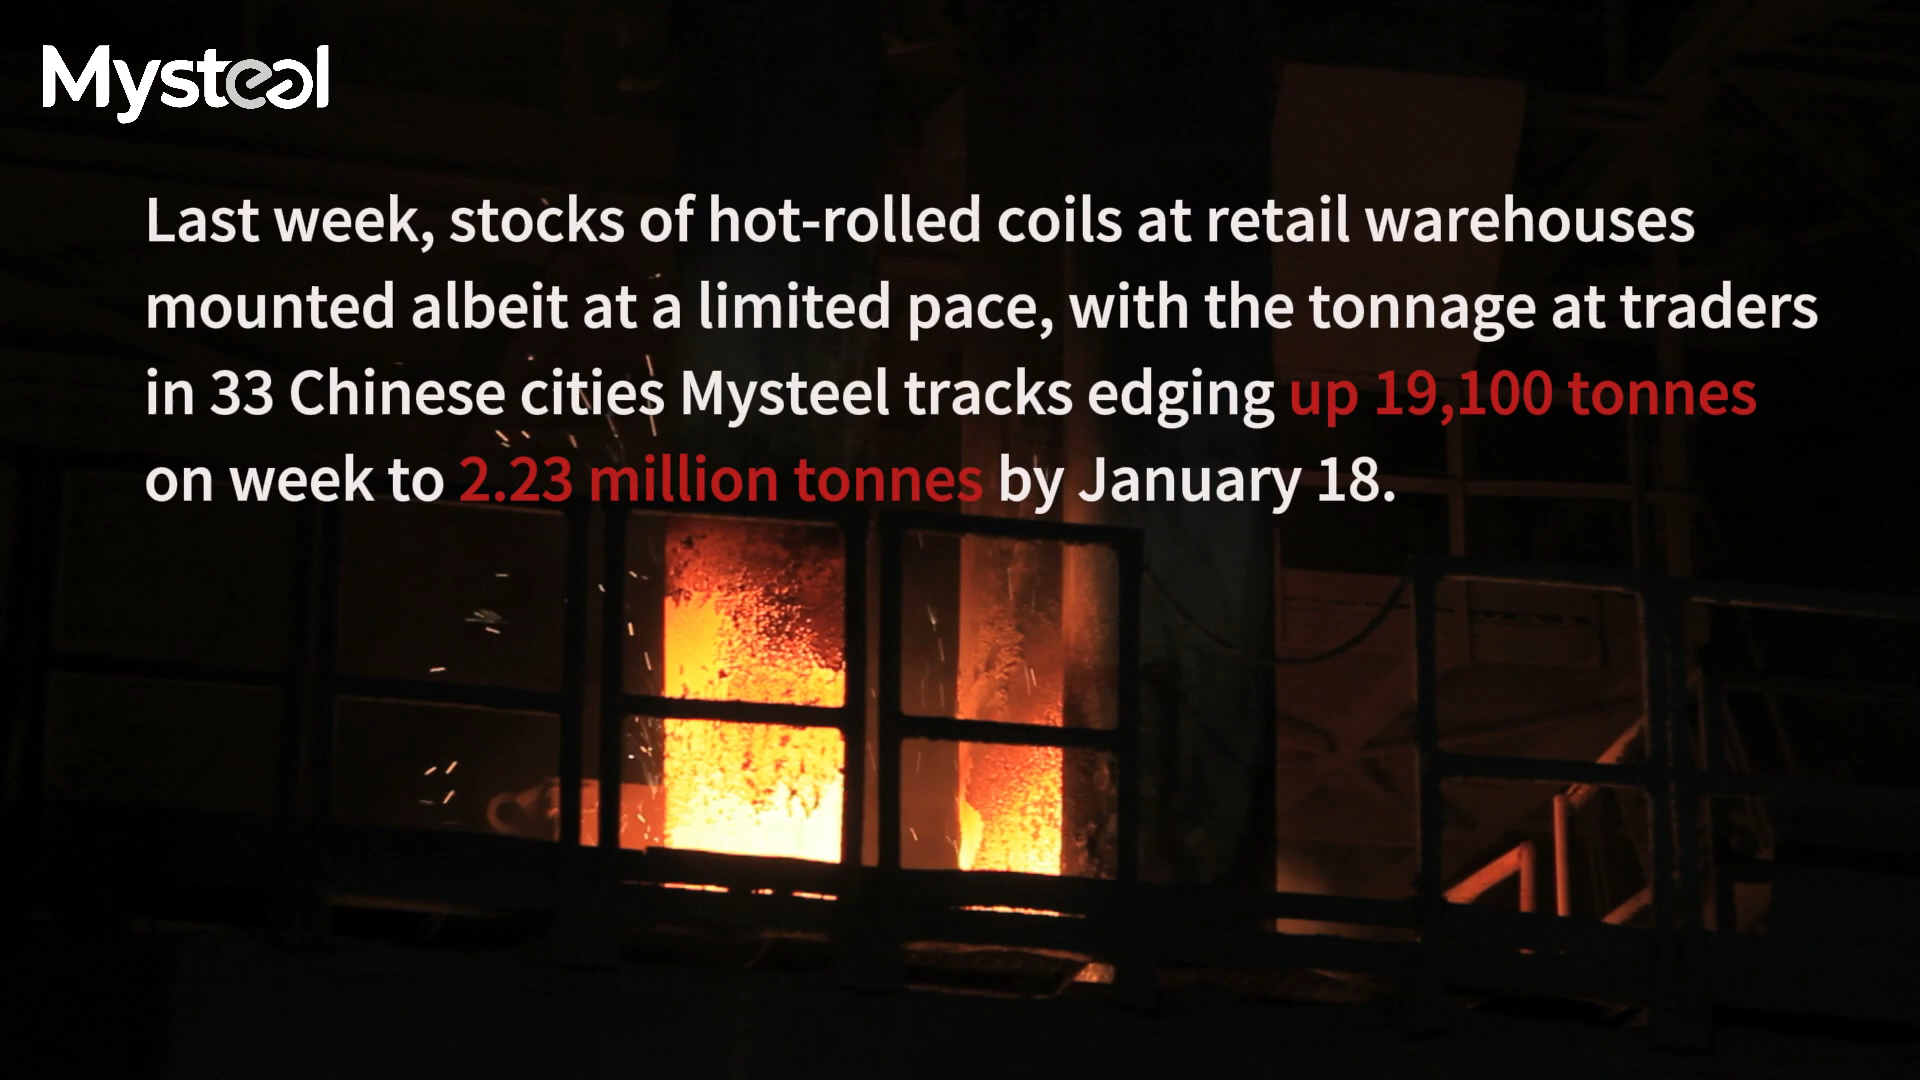 Mysteel
Last week, stocks of hot-rolled coils at retail warehouses
mounted albeit at a limited pace, with the tonnage at traders
in 33 Chinese cities Mysteel tracks edging up 19,100 tonnes
on week to 2.23 million tonnes by January 18.